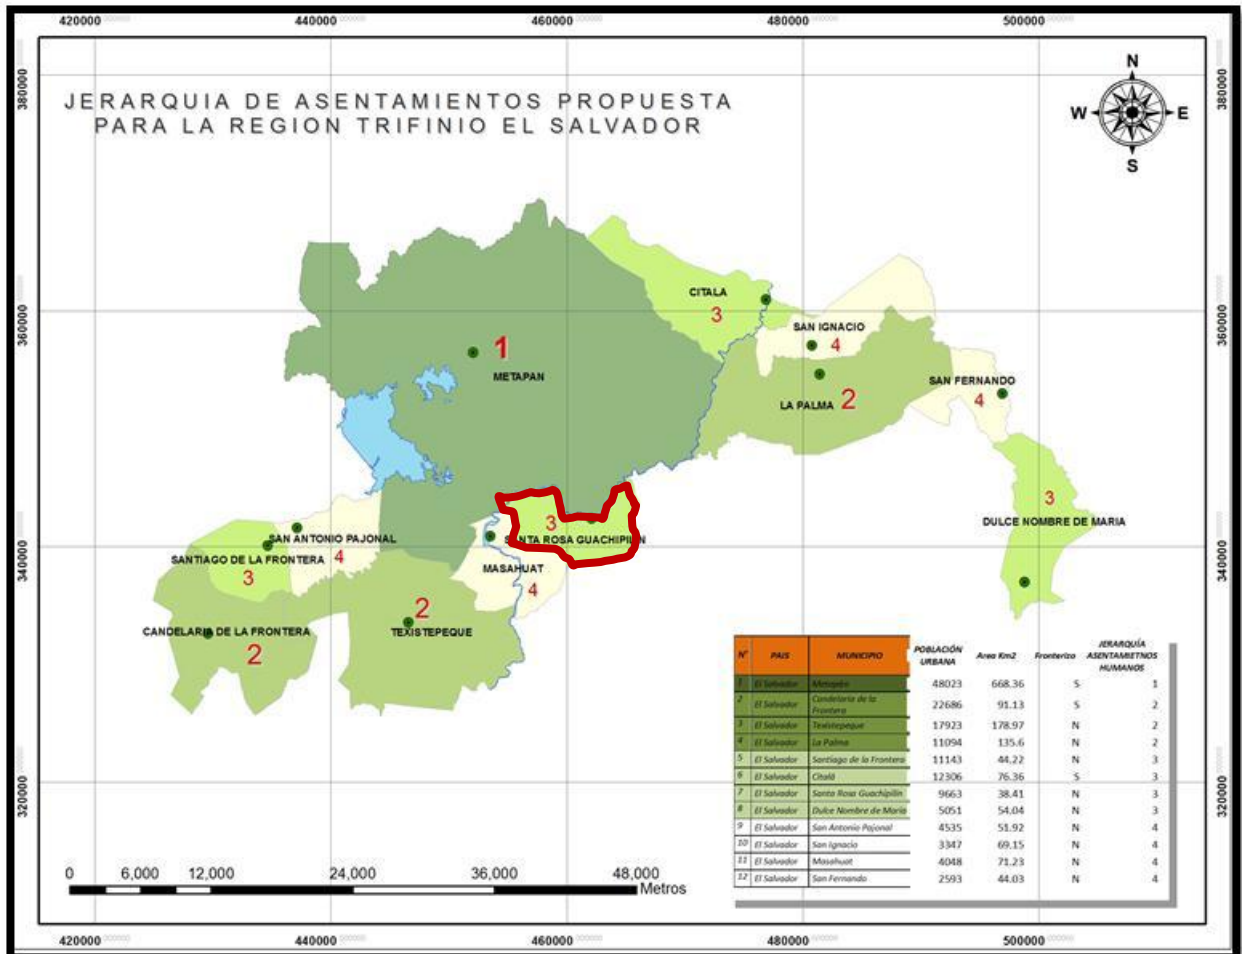 420000 440000 460000 480000 500000
380000 380000
JERARQUIA DE ASENTAMIENTOS PROPUESTA
PARA LA REGION TRIFINIO EL SALVADOR
N
W E
S
CITALA
3
360000 360000
SAN IGNACIO
4
1
METAPAN
SAN FERNANDO
4
LA PALMA 2
3
DULCE NOMBRE DE MARIA
3
SANTA ROSA GUACHIPILIN
SAN ANTONIO PAJONAL
4
340000 340000
SANTIAGO DE LA FRONTERA
3
MASAHUAT
4
2
TEXISTEPEQUE
CANDELARIA DE LA FRONTERA
2
N° PAIS MUNICIPIO POBLACIÓN URBANA Area Km2 Fronterizo JERARQUÍA ASENTAMIETNOS HUMANOS
1 El Salvador Metapán 48023 668.36 S 1
2 El Salvador Candelaria de la Frontera 22686 91.13 S 2
3 El Salvador Texistepeque 17923 178.97 N 2
4 El Salvador La Palma 11094 135.6 N 2
5 El Salvador Santiago de la Frontera 11143 44.22 N 3
6 El Salvador Citalá 12306 76.36 S 3
7 El Salvador Santa Rosa Guachipilín 9663 38.41 N 3
8 El Salvador Dulce Nombre de María 5051 54.04 N 3
9 El Salvador San Antonio Pajonal 4535 51.92 N 4
10 El Salvador San Ignacio 3347 69.15 N 4
11 El Salvador Masahuat 4048 71.23 N 4
12 El Salvador San Fernando 2593 44.03 N 4
320000 320000
0 6,000 12,000 24,000 36,000 48,000
Metros
420000 440000 460000 480000 500000